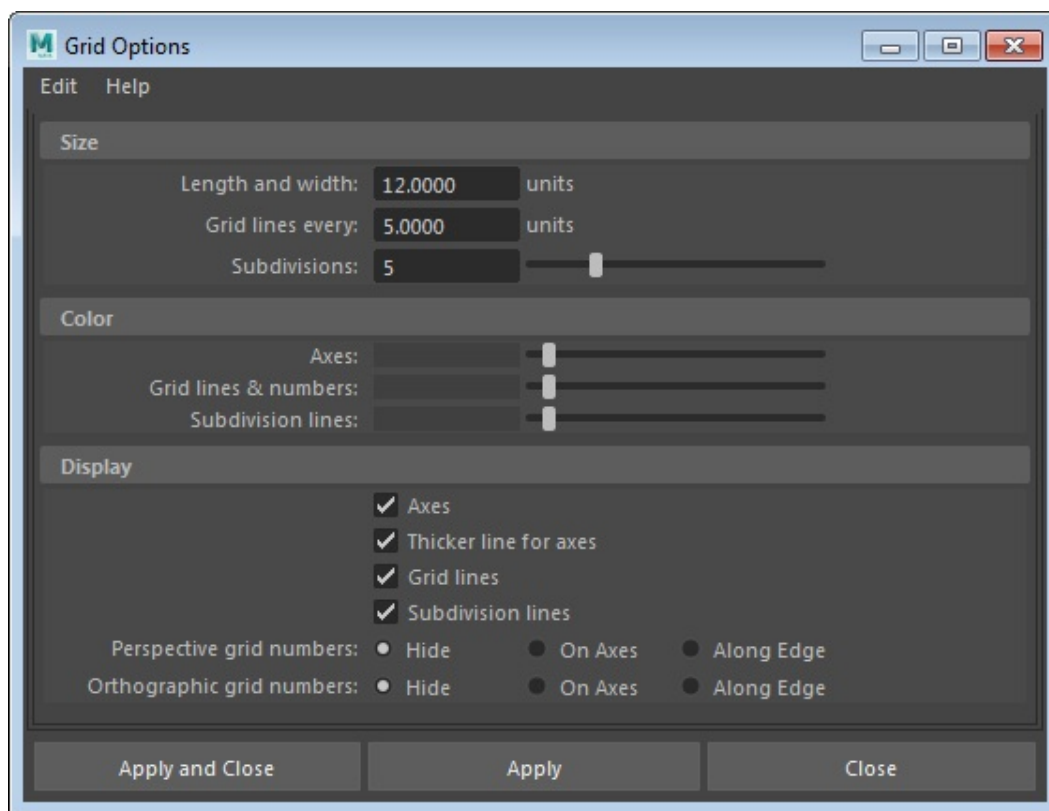 Grid Options
Edit Help
Size
Length and width: 12.0000 units
Grid lines every: 5.0000 units
Subdivisions: 5
Color
Axes:
Grid lines & numbers:
Subdivision lines:
Display
Axes
Thicker line for axes
Grid lines
Subdivision lines
Perspective grid numbers: Hide On Axes Along Edge
Orthographic grid numbers: Hide On Axes Along Edge
Apply and Close Apply Close